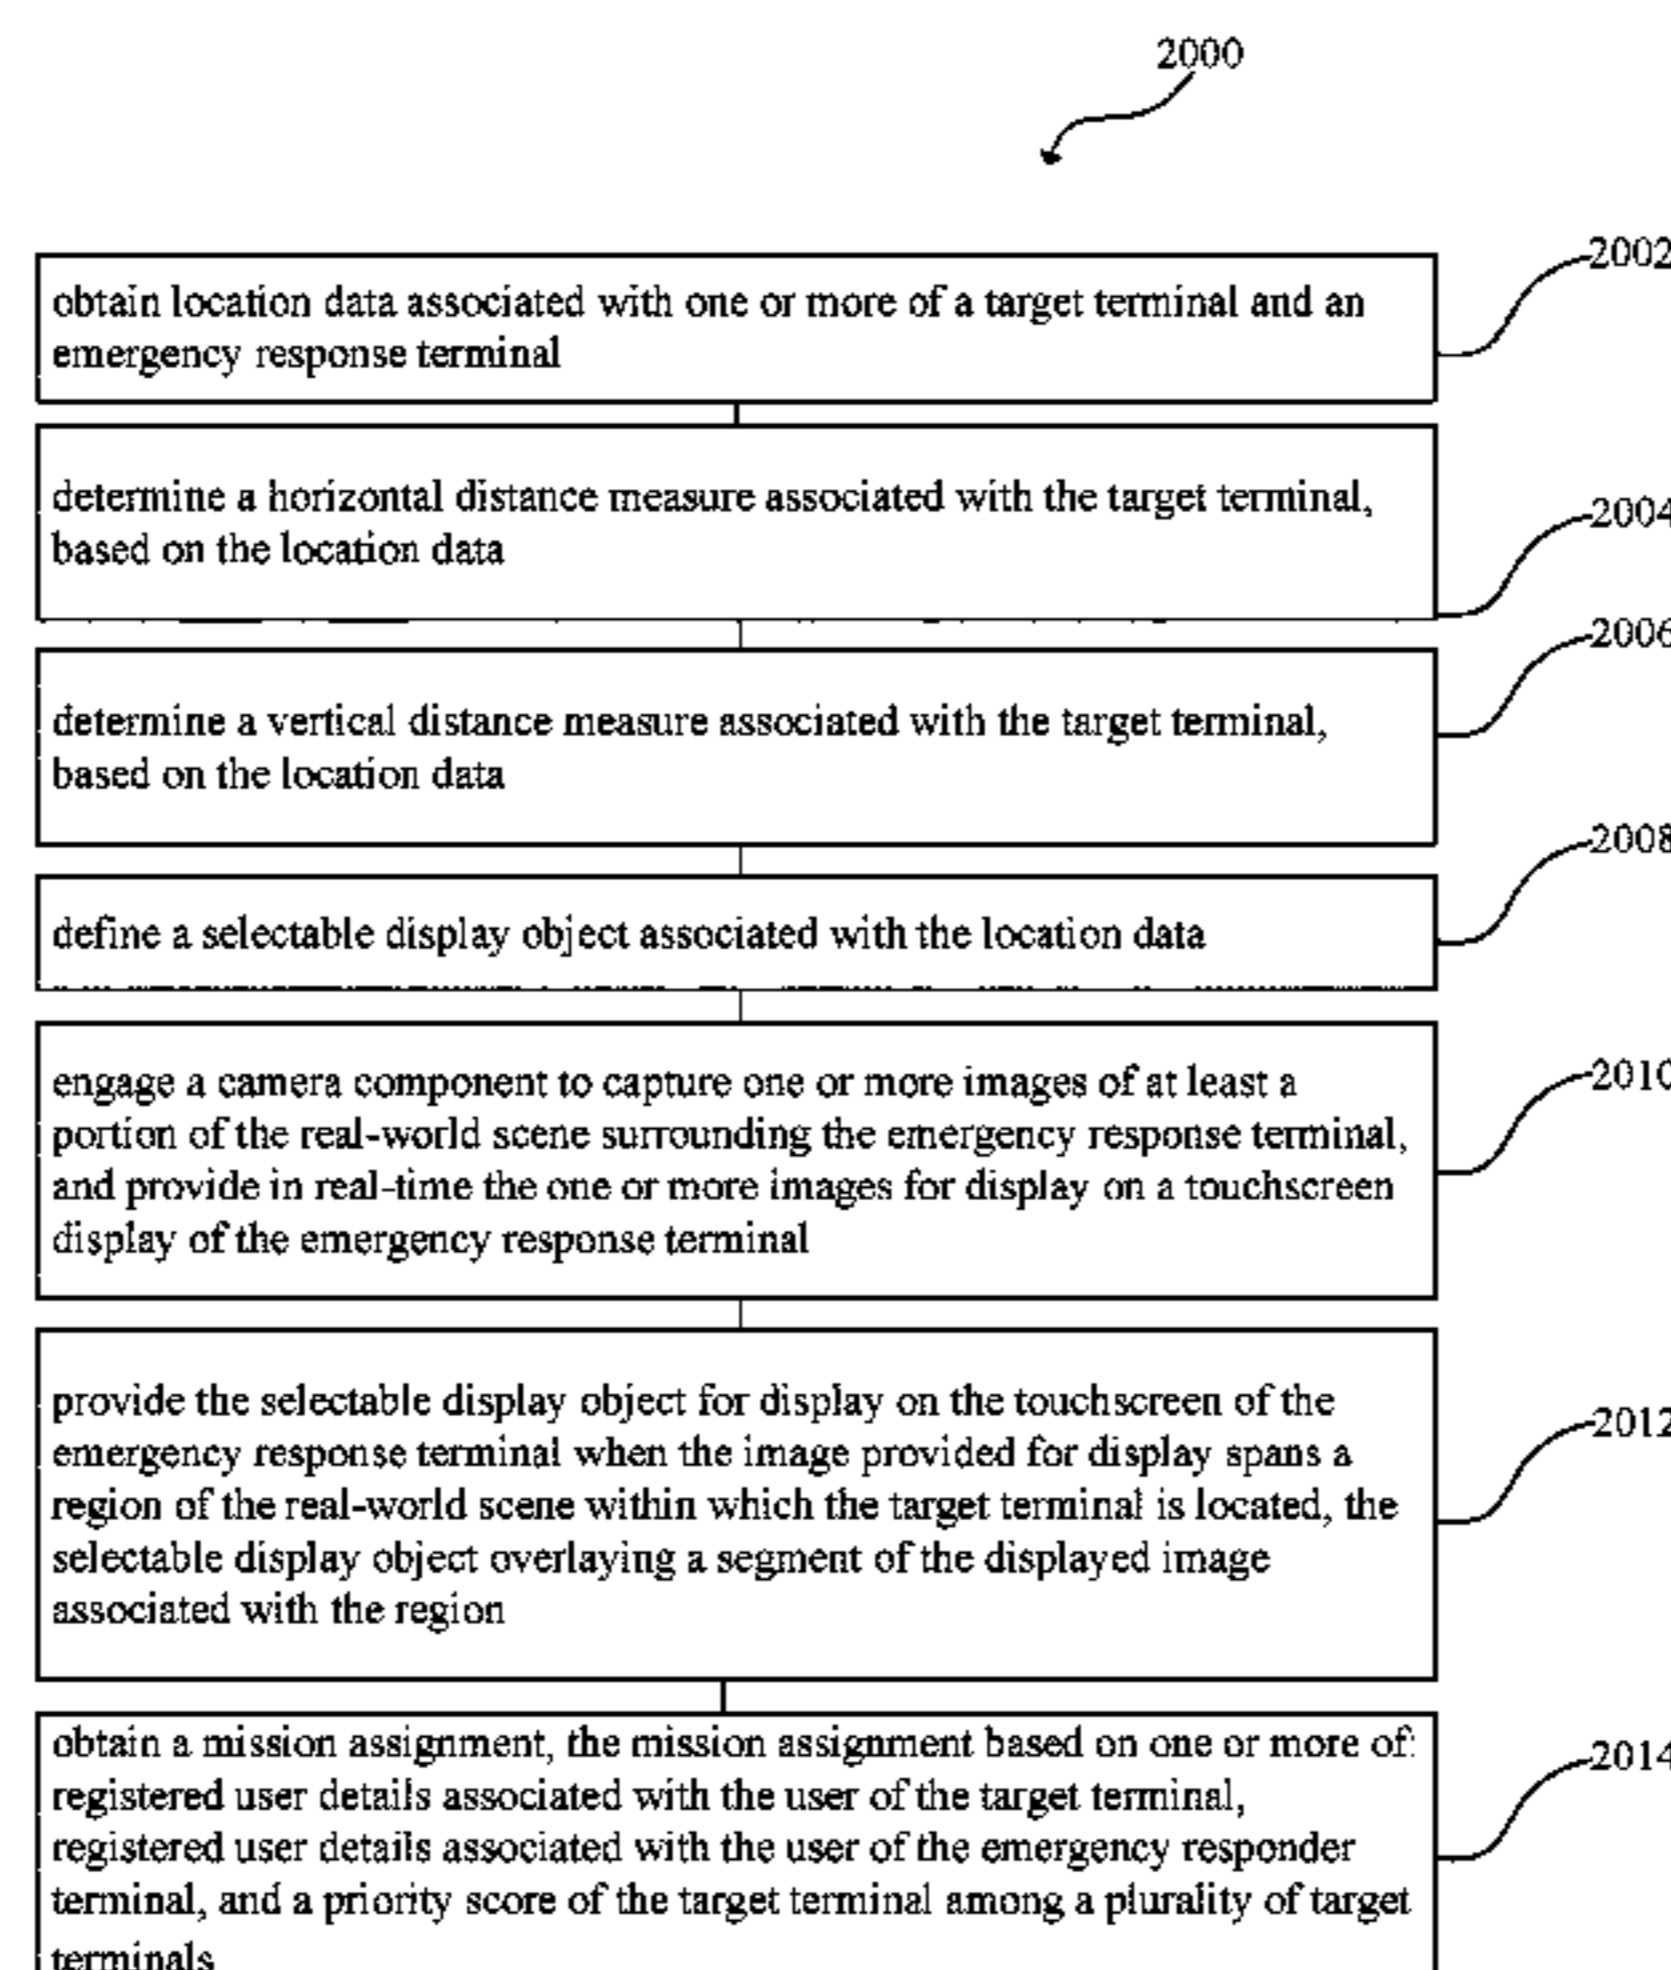 2000
2002
obtain location data associated with one or more of a target terminal and an
emergency response terminal
determine a horizontal distance measure associated with the target terminal,
based on the location data
2004
2006
determine a vertical distance measure associated with the target terminal,
based on the location data
2008
define a selectable display object associated with the location data
engage a camera component to capture one or more images of at least a
portion of the real-world scene surrounding the emergency response terminal,
and provide in real-time the one or more images for display on a touchscreen
display of the emergency response terminal
2010
provide the selectable display object for display on the touchscreen of the
emergency response terminal when the image provided for display spans a
region of the real-world scene within which the target terminal is located, the
selectable display object overlaying a segment of the displayed image
associated with the region
2012
obtain a mission assignment, the mission assignment based on one or more of:
registered user details associated with the user of the target terminal,
registered user details associated with the user of the emergency responder
terminal, and a priority score of the target terminal among a plurality of target
terminals
2014